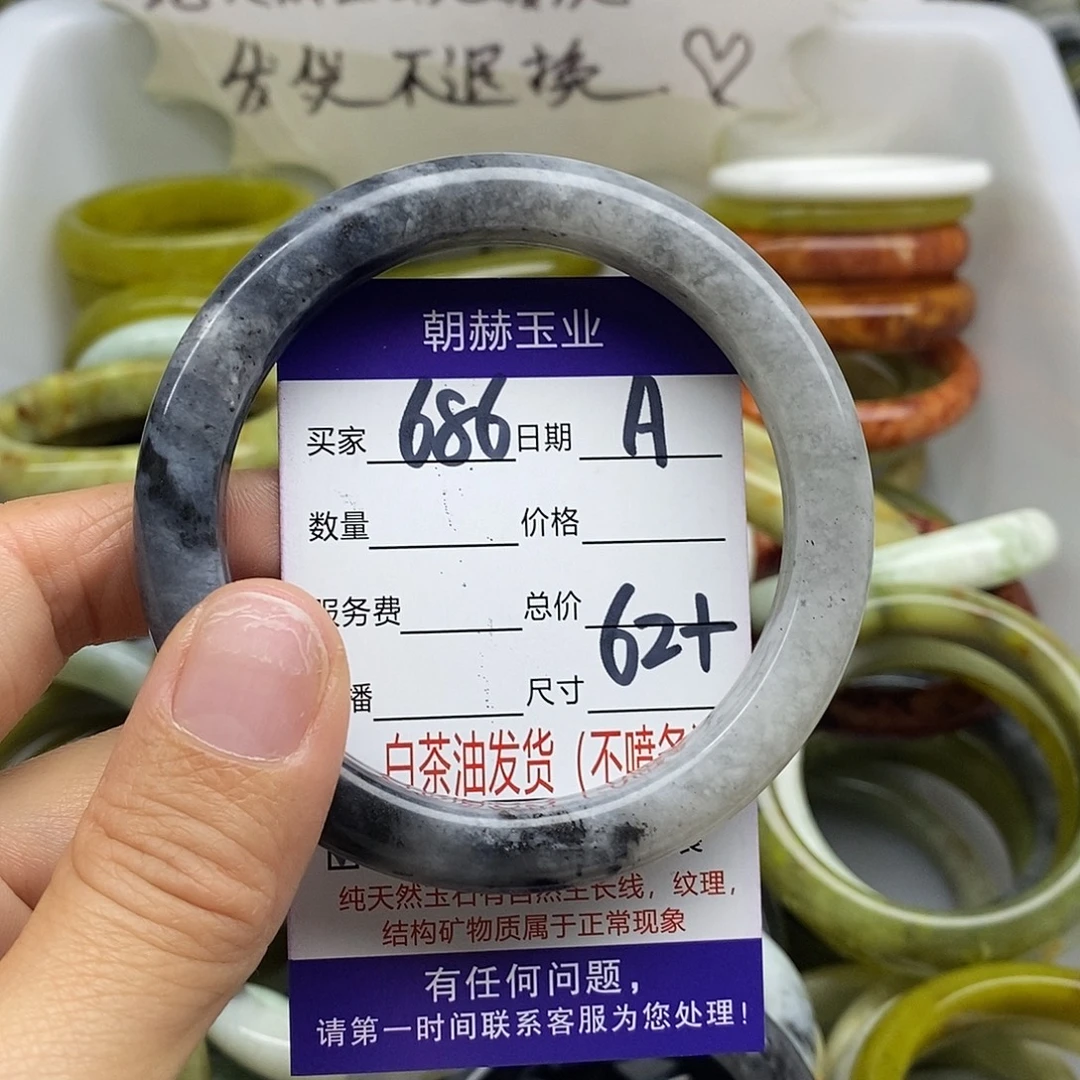 发货不退换
朝赫玉业
买家 686 日期 A
数量 价格
服务费 总价
播 尺寸 62+
白茶油发货（不喷
纯天然玉石有自然生长线，纹理，
结构矿物质属于正常现象
有任何问题，
请第一时间联系客服为您处理！